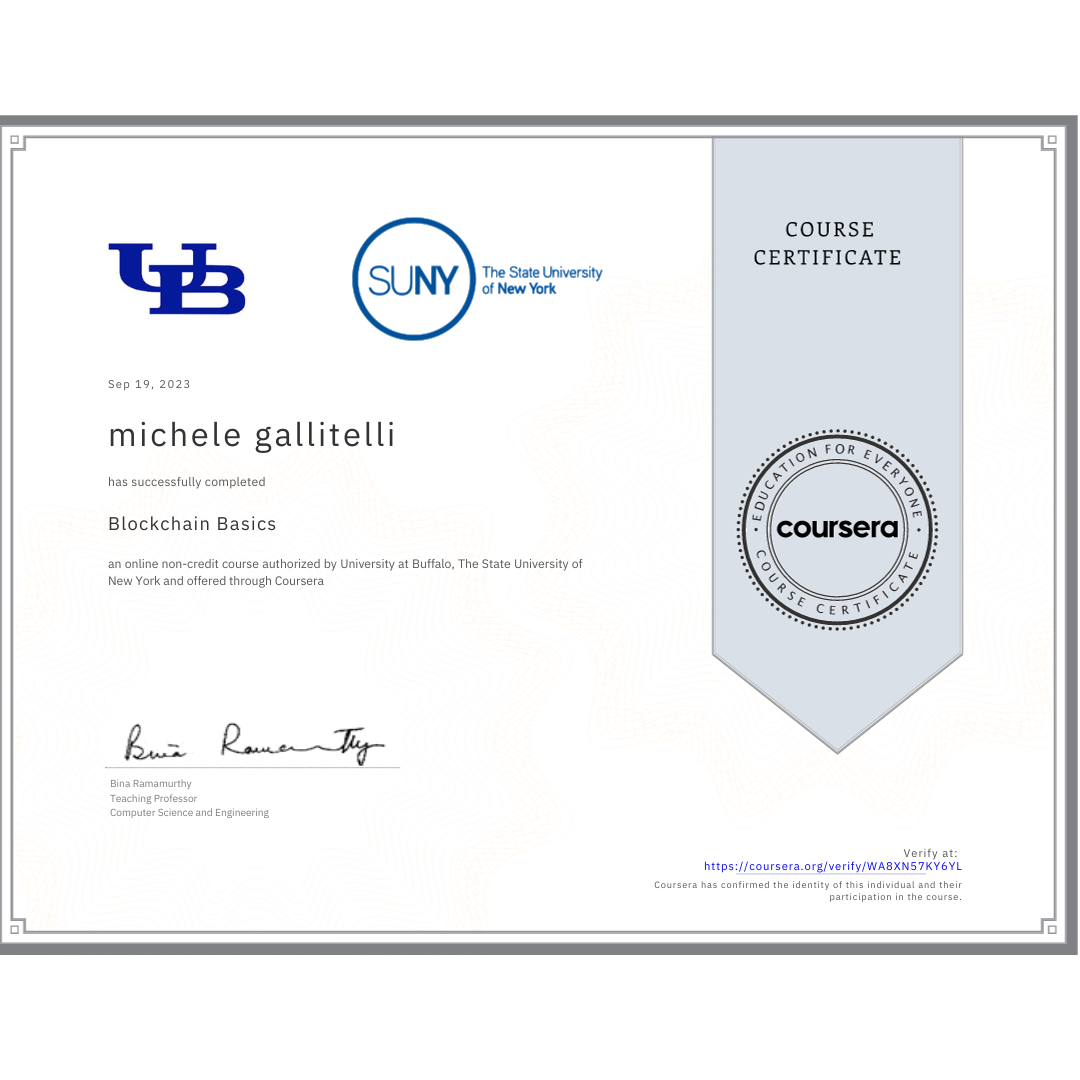 UB
SUNY
The State University
of New York
COURSE
CERTIFICATE
Sep 19, 2023
michele gallitelli
has successfully completed
Blockchain Basics
an online non-credit course authorized by University at Buffalo, The State University of
New York and offered through Coursera
EDUCATION FOR EVERYONE
coursera
COURSE CERTIFICATE
Bina Ramamurthy
Bina Ramamurthy
Teaching Professor
Computer Science and Engineering
Verify at:
https://coursera.org/verify/WA8XN57KY6YL
Coursera has confirmed the identity of this individual and their
participation in the course.